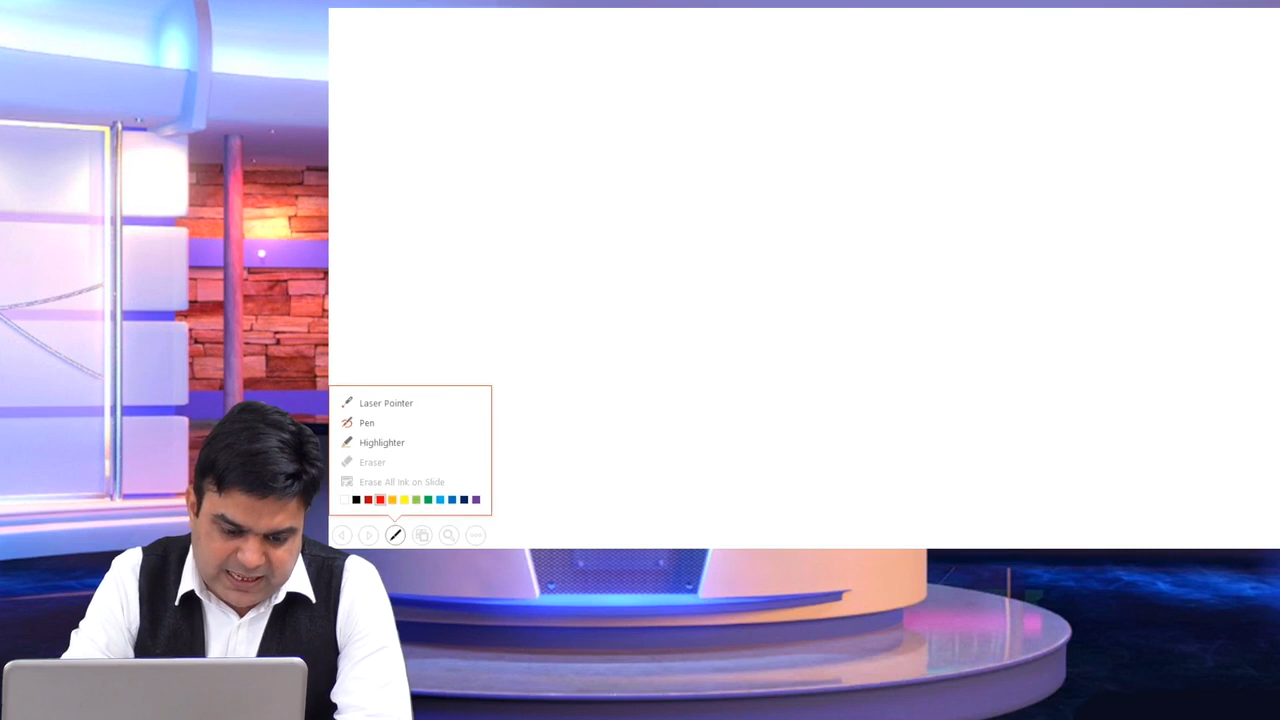 Laser Pointer
Pen
Highlighter
Eraser
Erase All Ink on Slide